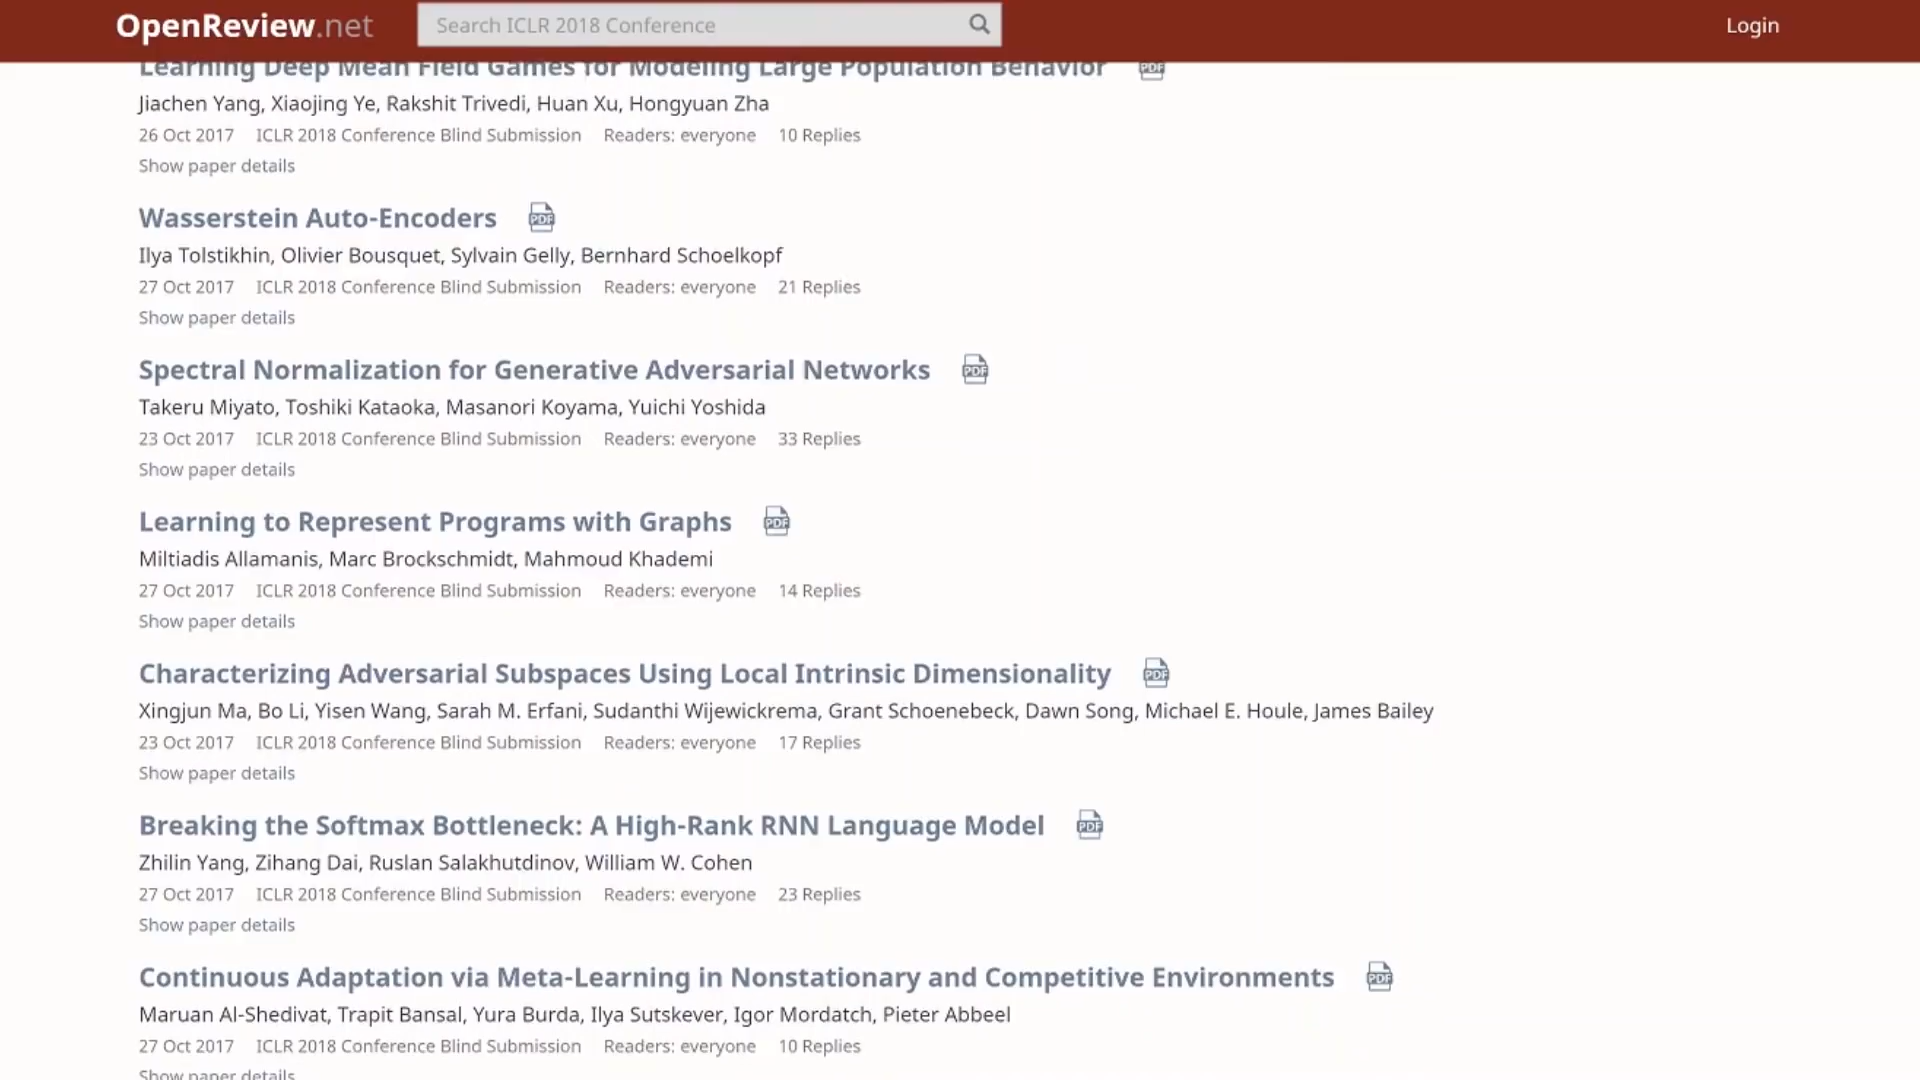 OpenReview.net
Search ICLR 2018 Conference
Login
Learning Deep Mean Field Games for Modeling Large Population Behavior PDF
Jiachen Yang, Xiaojing Ye, Rakshit Trivedi, Huan Xu, Hongyuan Zha
26 Oct 2017 ICLR 2018 Conference Blind Submission Readers: everyone 10 Replies
Show paper details
Wasserstein Auto-Encoders PDF
Ilya Tolstikhin, Olivier Bousquet, Sylvain Gelly, Bernhard Schoelkopf
27 Oct 2017 ICLR 2018 Conference Blind Submission Readers: everyone 21 Replies
Show paper details
Spectral Normalization for Generative Adversarial Networks PDF
Takeru Miyato, Toshiki Kataoka, Masanori Koyama, Yuichi Yoshida
23 Oct 2017 ICLR 2018 Conference Blind Submission Readers: everyone 33 Replies
Show paper details
Learning to Represent Programs with Graphs PDF
Miltiadis Allamanis, Marc Brockschmidt, Mahmoud Khademi
27 Oct 2017 ICLR 2018 Conference Blind Submission Readers: everyone 14 Replies
Show paper details
Characterizing Adversarial Subspaces Using Local Intrinsic Dimensionality PDF
Xingjun Ma, Bo Li, Yisen Wang, Sarah M. Erfani, Sudanthi Wijewickrema, Grant Schoenebeck, Dawn Song, Michael E. Houle, James Bailey
23 Oct 2017 ICLR 2018 Conference Blind Submission Readers: everyone 17 Replies
Show paper details
Breaking the Softmax Bottleneck: A High-Rank RNN Language Model PDF
Zhilin Yang, Zihang Dai, Ruslan Salakhutdinov, William W. Cohen
27 Oct 2017 ICLR 2018 Conference Blind Submission Readers: everyone 23 Replies
Show paper details
Continuous Adaptation via Meta-Learning in Nonstationary and Competitive Environments PDF
Maruan Al-Shedivat, Trapit Bansal, Yura Burda, Ilya Sutskever, Igor Mordatch, Pieter Abbeel
27 Oct 2017 ICLR 2018 Conference Blind Submission Readers: everyone 10 Replies
Show paper details